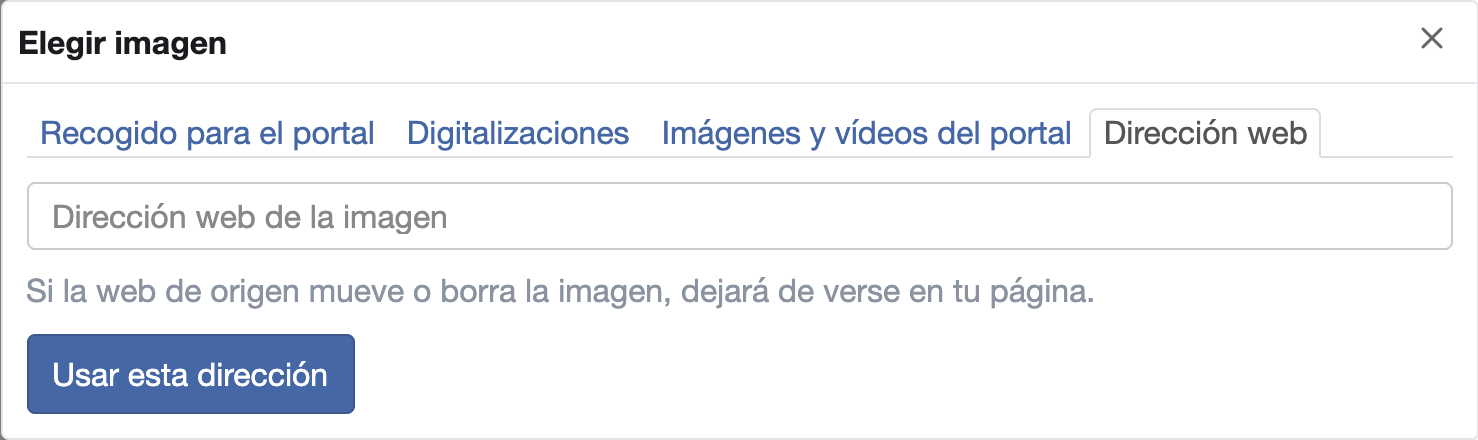 Elegir imagen
Recogido para el portal Digitalizaciones Imágenes y vídeos del portal Dirección web
Dirección web de la imagen
Si la web de origen mueve o borra la imagen, dejará de verse en tu página.
Usar esta dirección